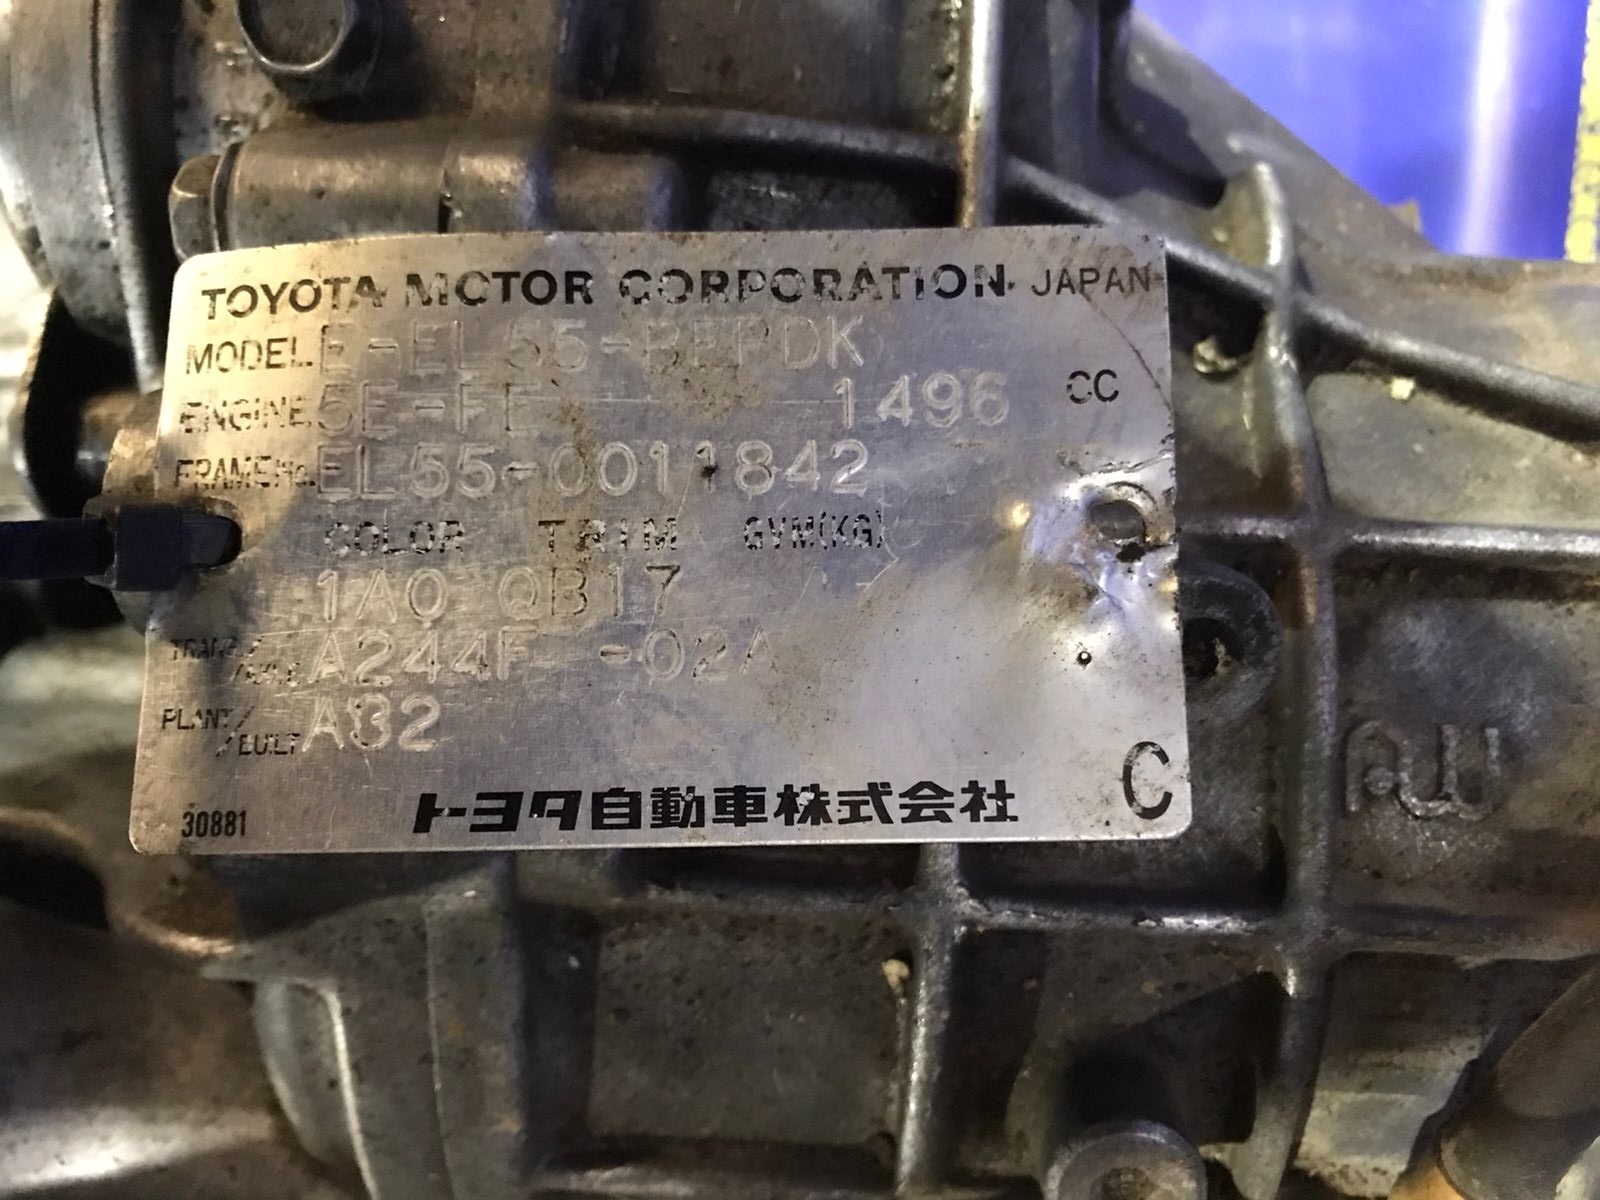 TOYOTA MOTOR CORPORATION JAPAN
MODEL E-EL55-
ENGINE 5E-FE 1496 CC
FRAME No. EL55-0011842
COLOR TRIM GVM(KG)
1A0 QB17
TRANS/AXLE A244F -02A
PLANT/BUILT A32
C
30881 トヨタ自動車株式会社